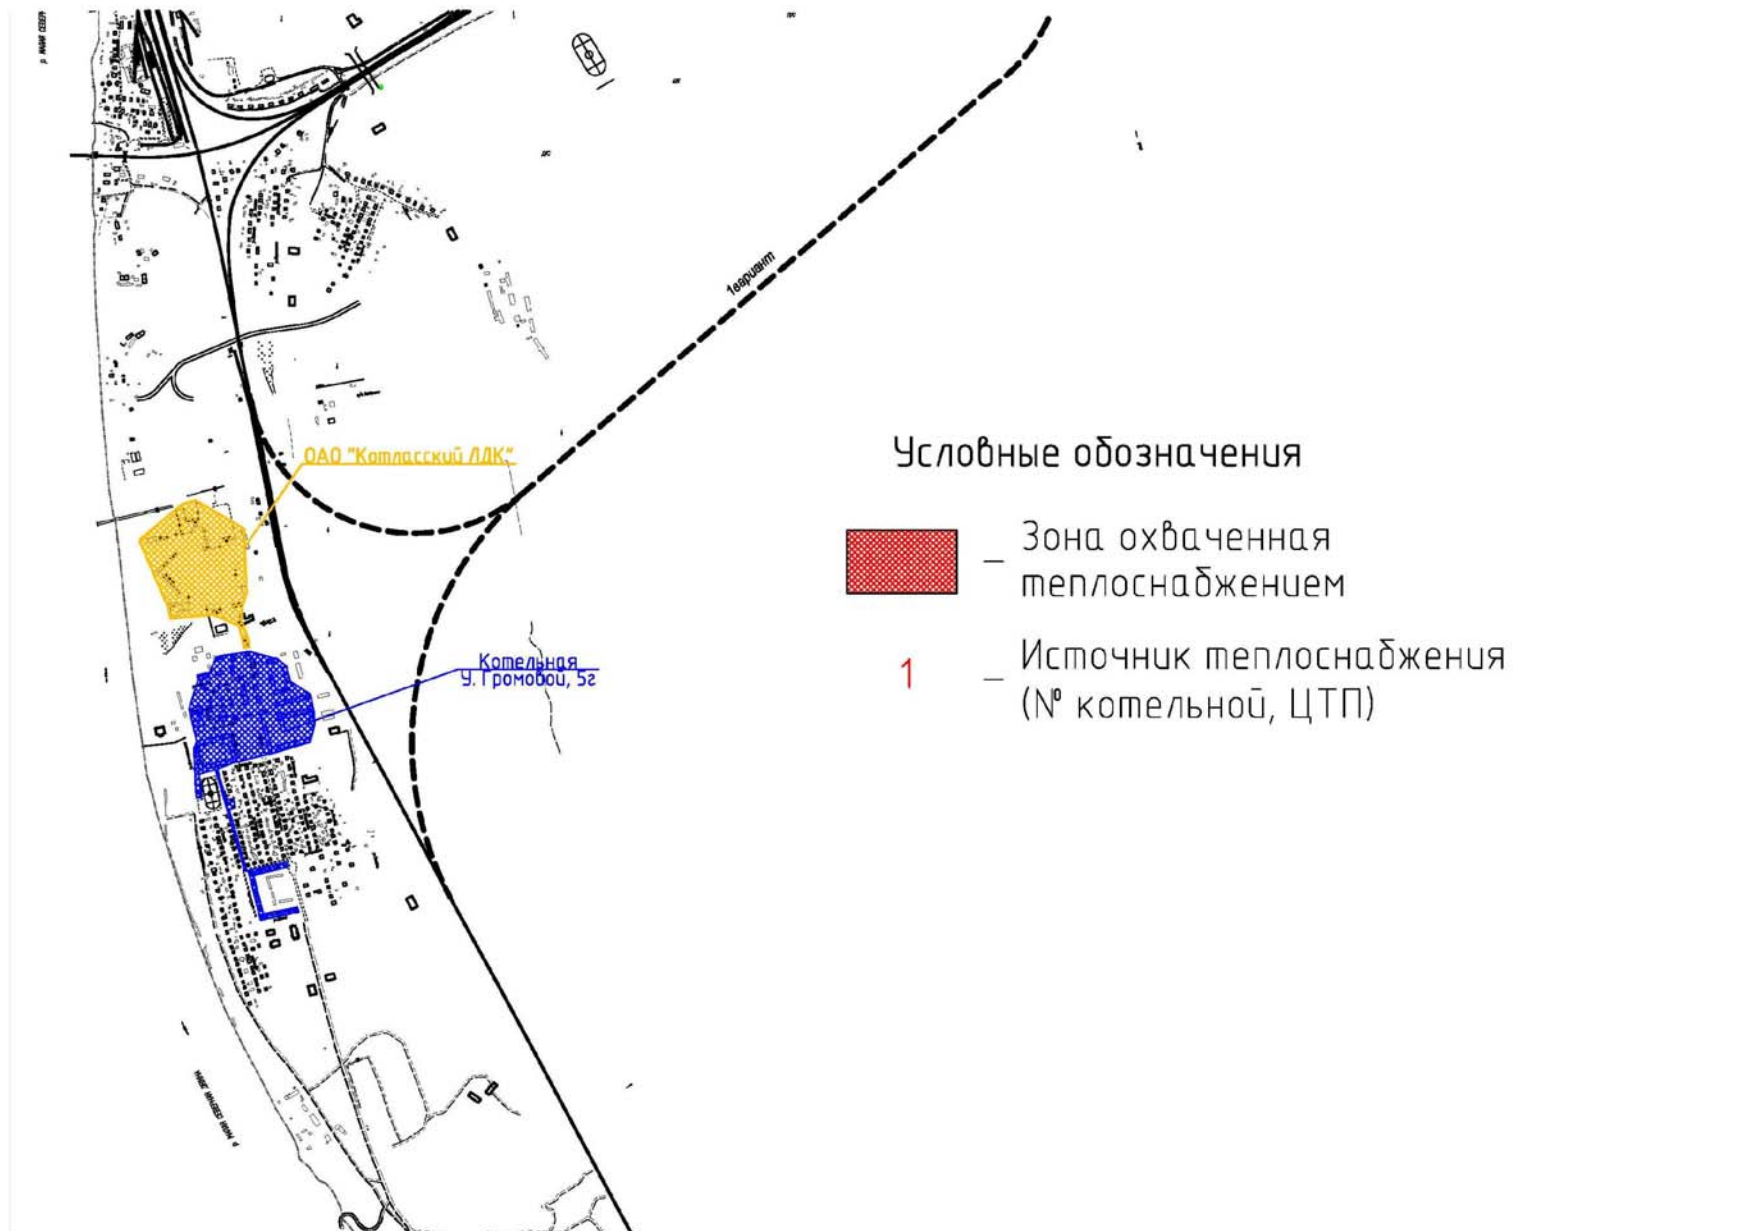 1вариант
ОАО "Котласский ЛДК"
Котельная
У. Громовой, 5г
Условные обозначения
– Зона охваченная
теплоснабжением
1 – Источник теплоснабжения
(№ котельной, ЦТП)